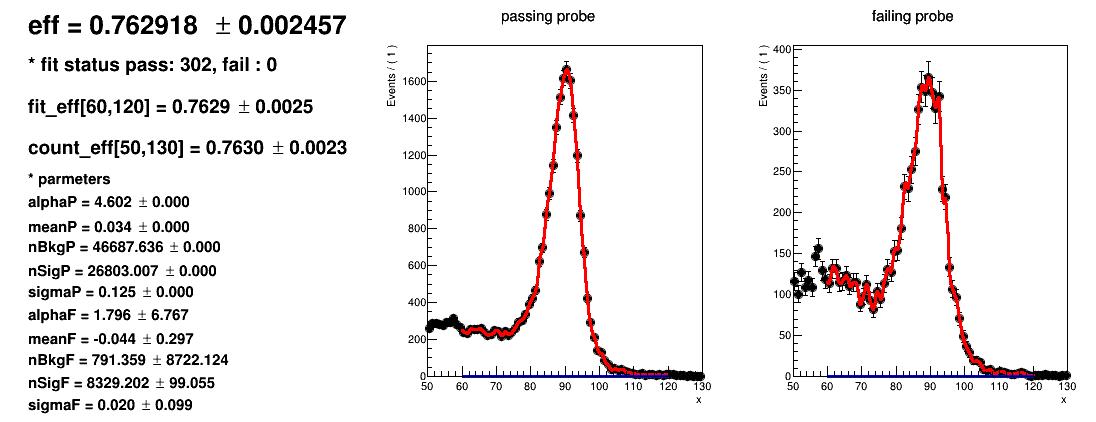 eff = 0.762918 ± 0.002457
* fit status pass: 302, fail : 0
fit_eff[60,120] = 0.7629 ± 0.0025
count_eff[50,130] = 0.7630 ± 0.0023
* parmeters
alphaP = 4.602 ± 0.000
meanP = 0.034 ± 0.000
nBkgP = 46687.636 ± 0.000
nSigP = 26803.007 ± 0.000
sigmaP = 0.125 ± 0.000
alphaF = 1.796 ± 6.767
meanF = -0.044 ± 0.297
nBkgF = 791.359 ± 8722.124
nSigF = 8329.202 ± 99.055
sigmaF = 0.020 ± 0.099
passing probe
Events / ( 1 )
1600
1400
1200
1000
800
600
400
200
0
50 60 70 80 90 100 110 120 130
x
failing probe
Events / ( 1 )
400
350
300
250
200
150
100
50
0
50 60 70 80 90 100 110 120 130
x